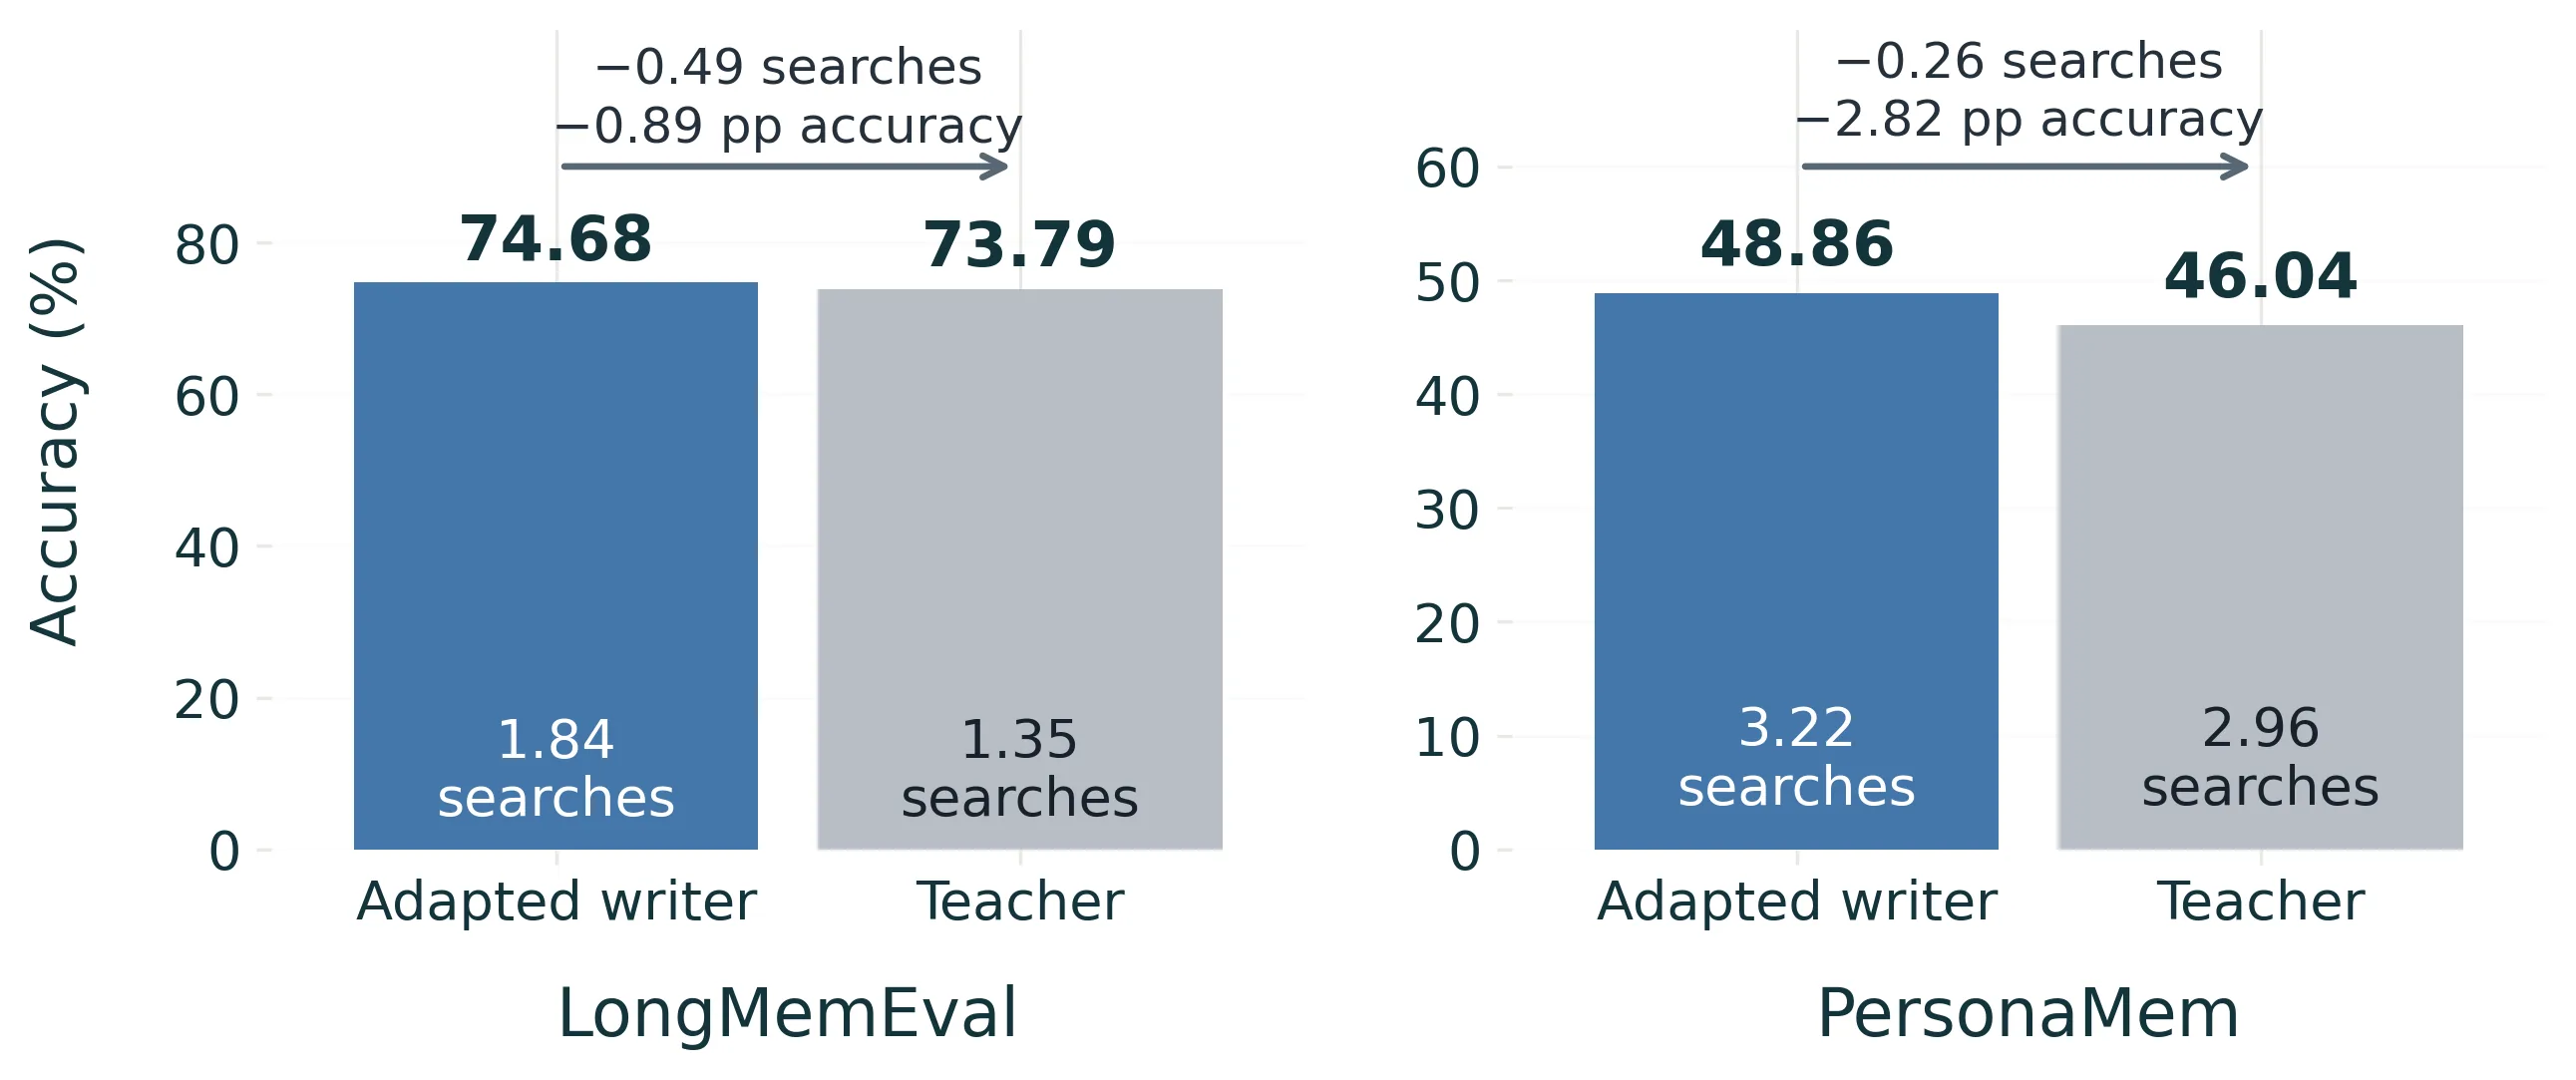 −0.49 searches
−0.89 pp accuracy
Accuracy (%)
80
60
40
20
0
74.68
73.79
1.84
searches
1.35
searches
Adapted writer
Teacher
LongMemEval
−0.26 searches
−2.82 pp accuracy
60
50
40
30
20
10
0
48.86
46.04
3.22
searches
2.96
searches
Adapted writer
Teacher
PersonaMem